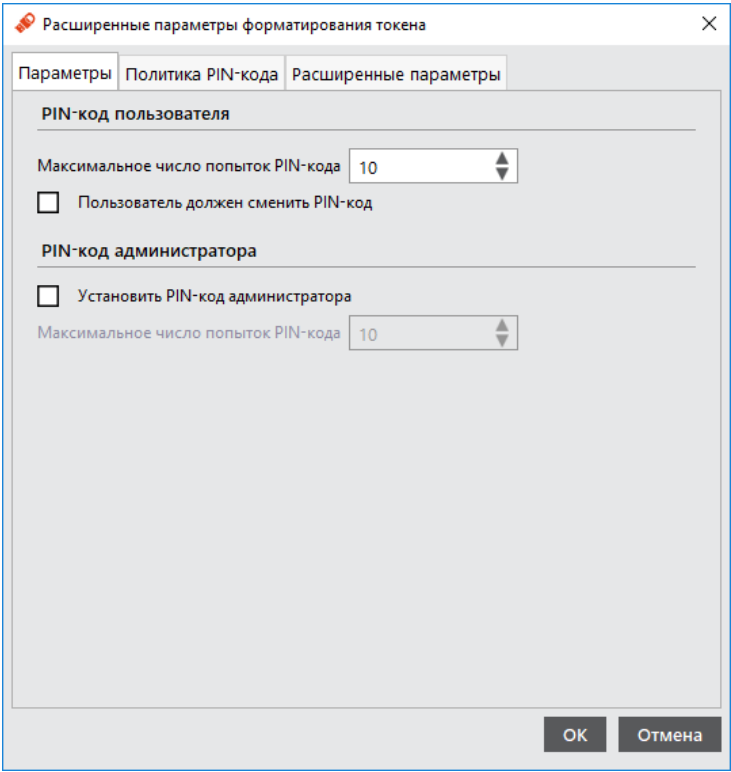 Расширенные параметры форматирования токена
Параметры Политика PIN-кода Расширенные параметры
PIN-код пользователя
Максимальное число попыток PIN-кода 10
Пользователь должен сменить PIN-код
PIN-код администратора
Установить PIN-код администратора
Максимальное число попыток PIN-кода 10
ОК Отмена